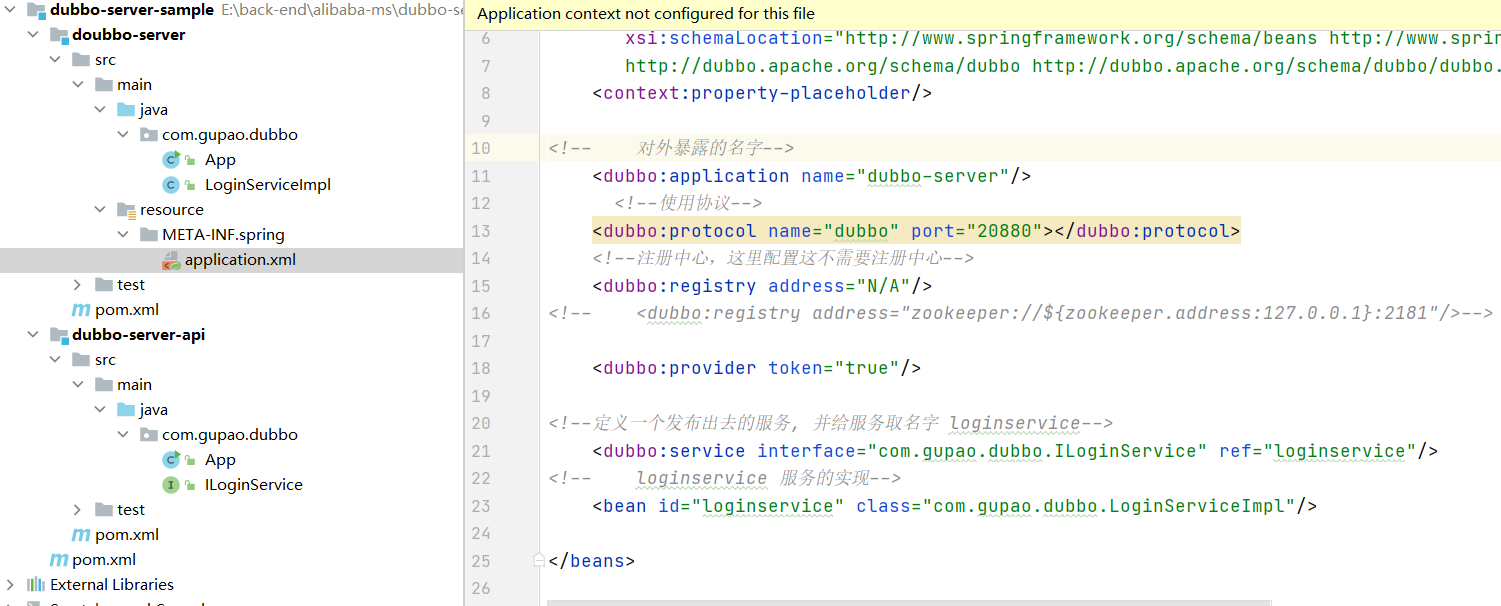 dubbo-server-sample E:\back-end\alibaba-ms\dubbo-se
doubbo-server
src
main
java
com.gupao.dubbo
App
LoginServiceImpl
resource
META-INF.spring
application.xml
test
pom.xml
dubbo-server-api
src
main
java
com.gupao.dubbo
App
ILoginService
test
pom.xml
pom.xml
External Libraries
Application context not configured for this file
6 xsi:schemaLocation="http://www.springframework.org/schema/beans http://www.sprin
7 http://dubbo.apache.org/schema/dubbo http://dubbo.apache.org/schema/dubbo/dubbo.
8 <context:property-placeholder/>
9
10 <!-- 对外暴露的名字-->
11 <dubbo:application name="dubbo-server"/>
12 <!--使用协议-->
13 <dubbo:protocol name="dubbo" port="20880"></dubbo:protocol>
14 <!--注册中心，这里配置这不需要注册中心-->
15 <dubbo:registry address="N/A"/>
16 <!-- <dubbo:registry address="zookeeper://${zookeeper.address:127.0.0.1}:2181"/>-->
17
18 <dubbo:provider token="true"/>
19
20 <!--定义一个发布出去的服务, 并给服务取名字 loginservice-->
21 <dubbo:service interface="com.gupao.dubbo.ILoginService" ref="loginservice"/>
22 <!-- loginservice 服务的实现-->
23 <bean id="loginservice" class="com.gupao.dubbo.LoginServiceImpl"/>
24
25 </beans>
26